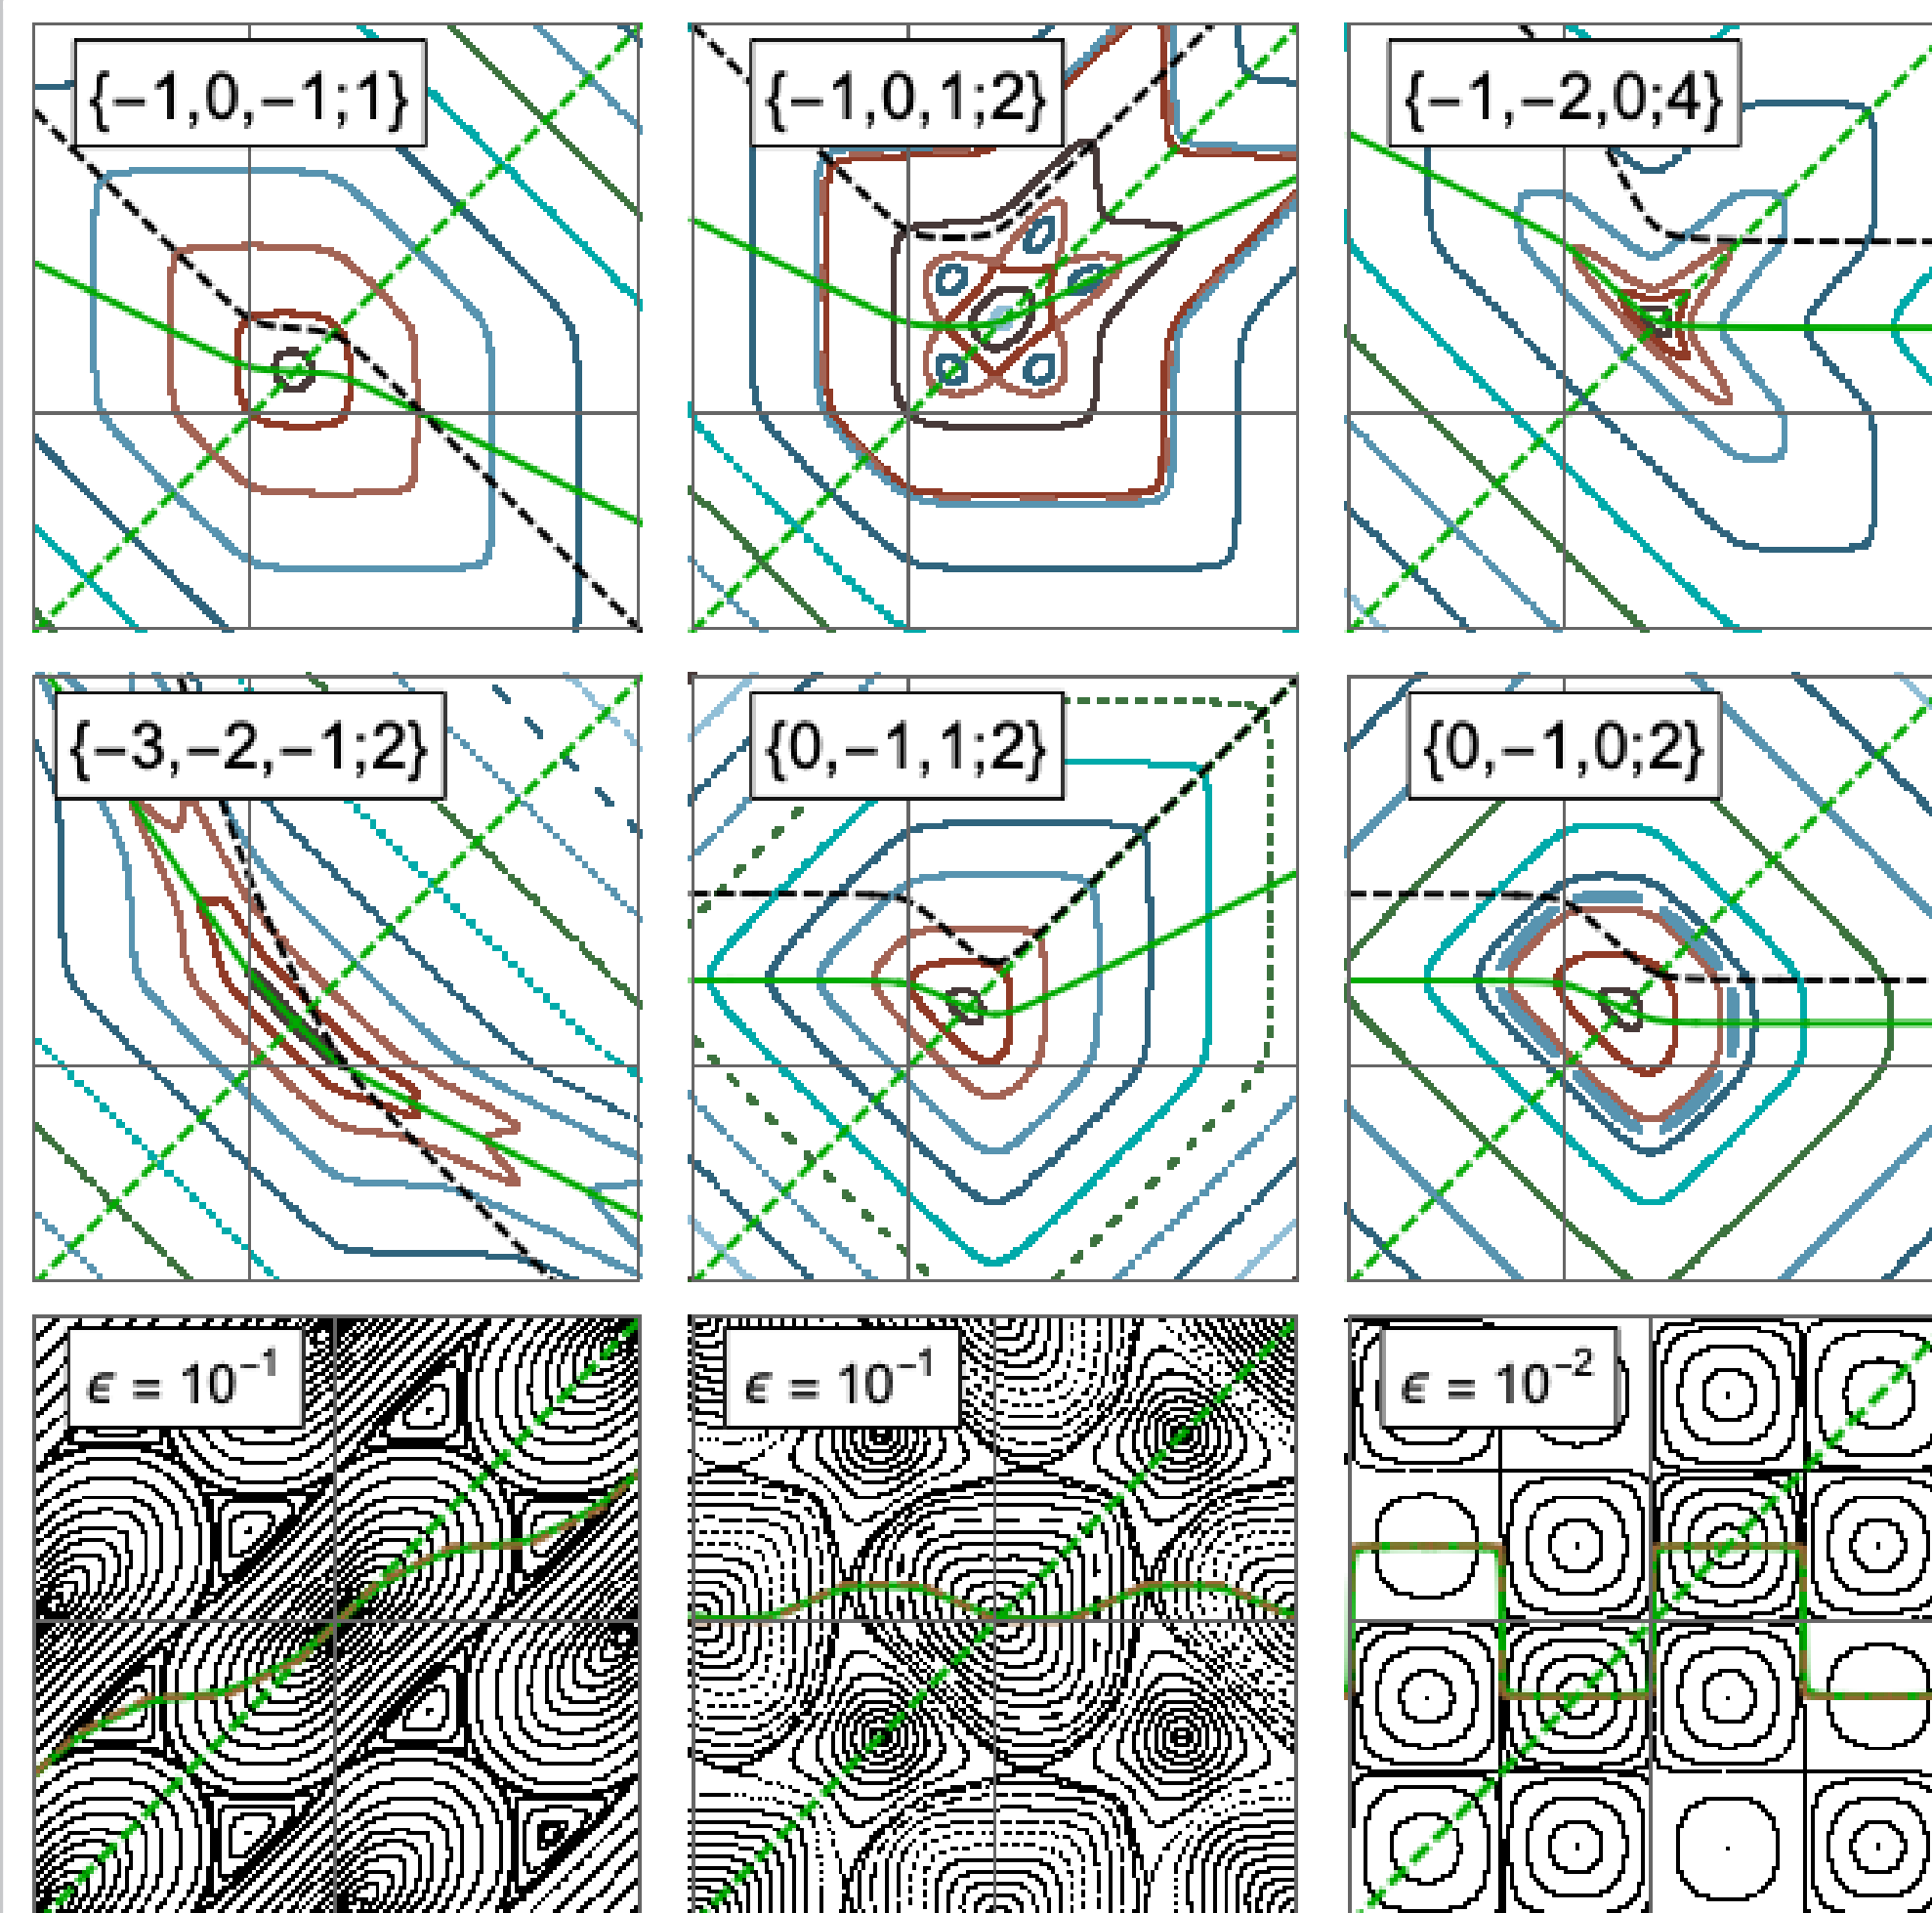 {−1,0,−1;1}
{−1,0,1;2}
{−1,−2,0;4}
{−3,−2,−1;2}
{0,−1,1;2}
{0,−1,0;2}
ϵ = 10⁻¹
ϵ = 10⁻¹
ϵ = 10⁻²